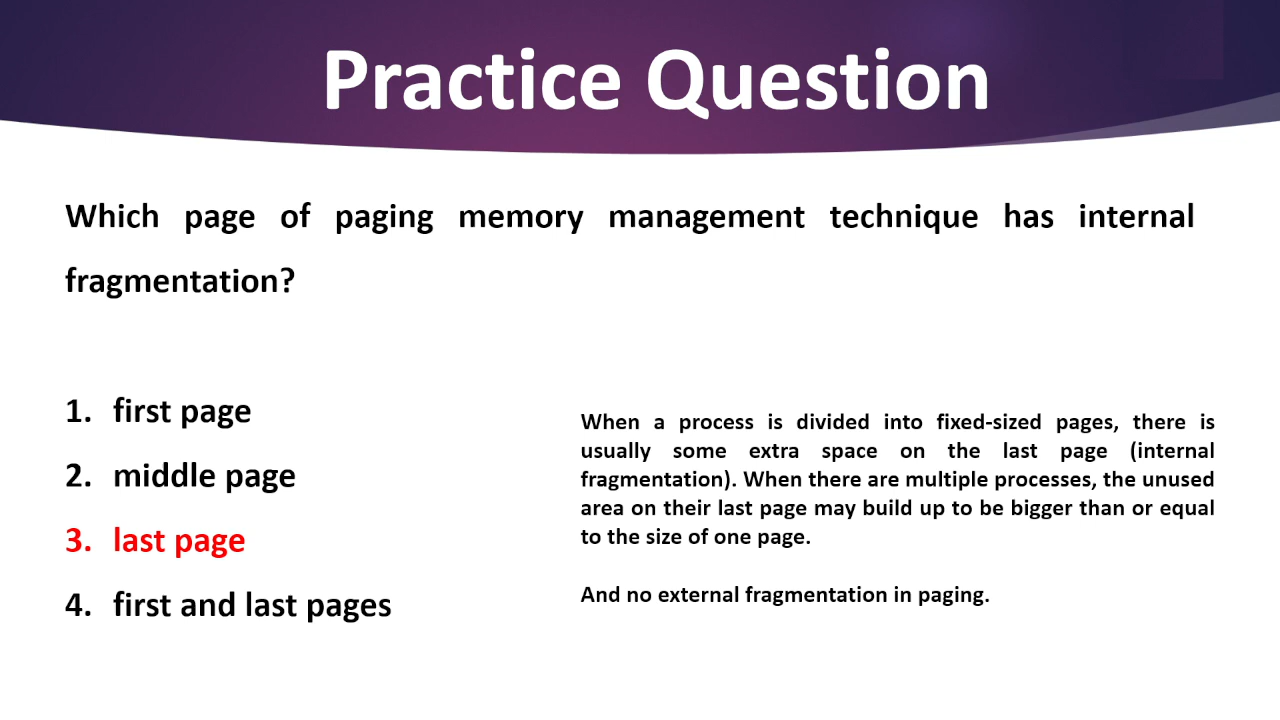 Practice Question
Which page of paging memory management technique has internal
fragmentation?
1. first page
2. middle page
3. last page
4. first and last pages
When a process is divided into fixed-sized pages, there is
usually some extra space on the last page (internal
fragmentation). When there are multiple processes, the unused
area on their last page may build up to be bigger than or equal
to the size of one page.
And no external fragmentation in paging.